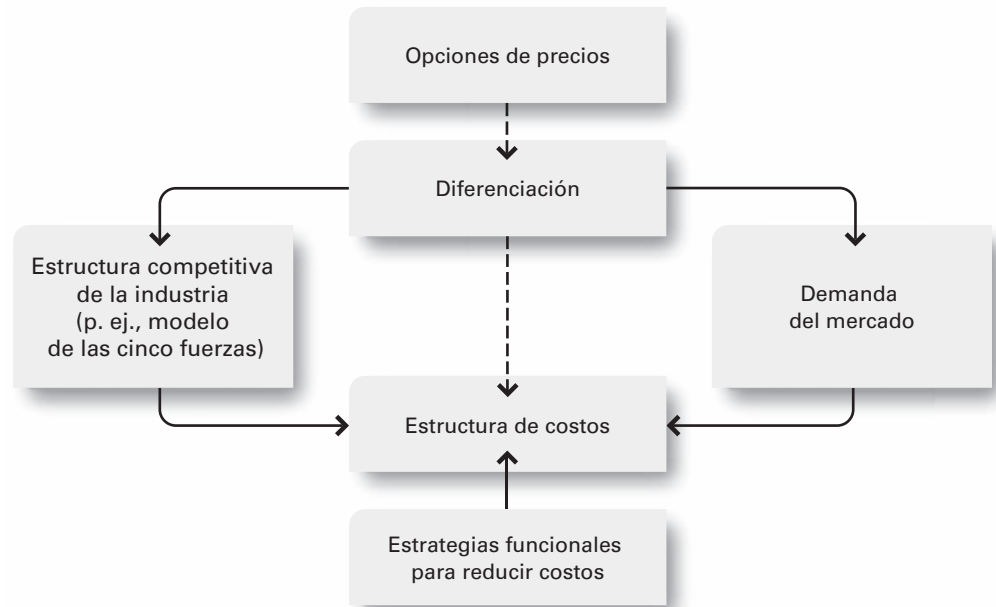 Opciones de precios
Diferenciación
Estructura competitiva
de la industria
(p. ej., modelo
de las cinco fuerzas)
Demanda
del mercado
Estructura de costos
Estrategias funcionales
para reducir costos